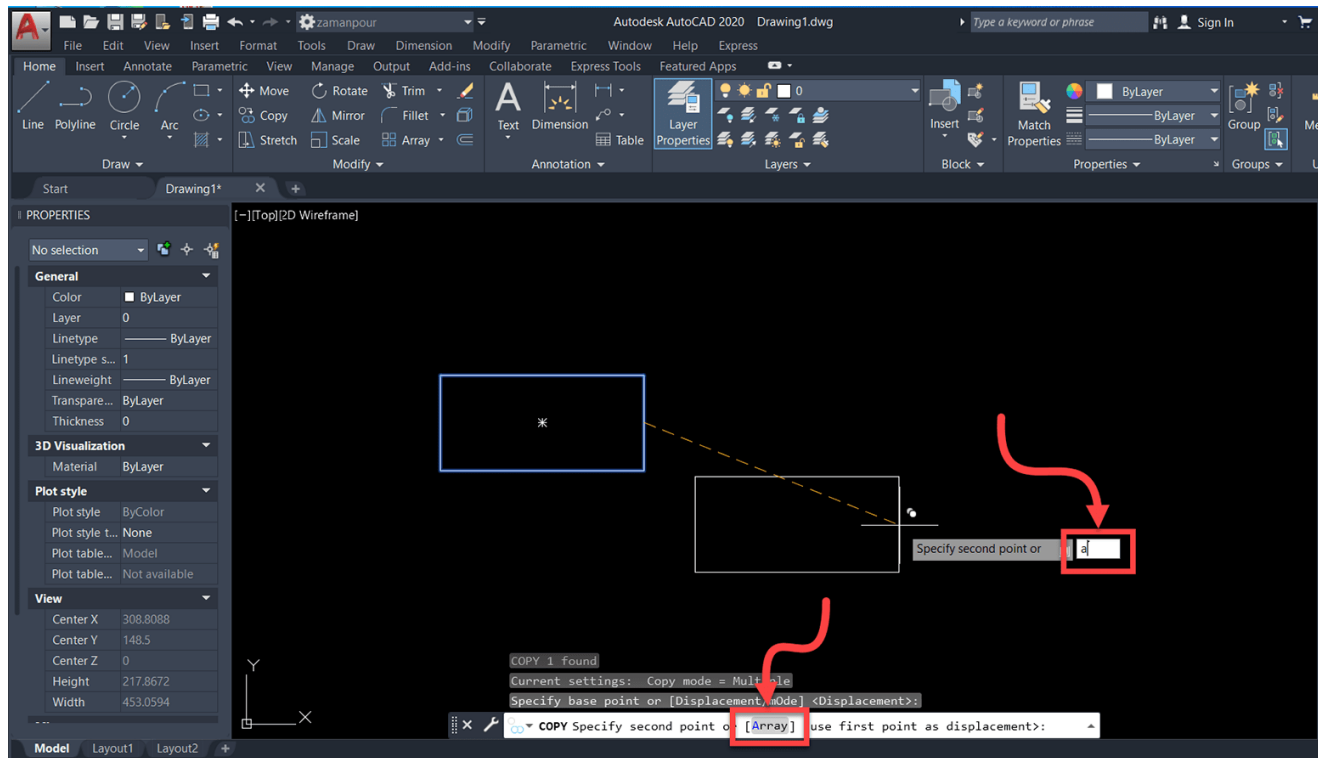 zamanpour Autodesk AutoCAD 2020 Drawing1.dwg Type a keyword or phrase Sign In
File Edit View Insert Format Tools Draw Dimension Modify Parametric Window Help Express
Home Insert Annotate Parametric View Manage Output Add-ins Collaborate Express Tools Featured Apps
Move Rotate Trim 0 ByLayer
Copy Mirror Fillet ByLayer
Line Polyline Circle Arc Text Dimension Layer Insert Match Group
Stretch Scale Array Table Properties Properties ByLayer
Draw Modify Annotation Layers Block Properties Groups
Start Drawing1*
PROPERTIES
[−][Top][2D Wireframe]
No selection
General
Color ByLayer
Layer 0
Linetype ByLayer
Linetype s... 1
Lineweight ByLayer
Transpare... ByLayer
Thickness 0
3D Visualization
Material ByLayer
Plot style
Plot style ByColor
Plot style t... None
Plot table... Model
Plot table... Not available
View
Center X 308.8088
Center Y 148.5
Center Z 0
Height 217.8672
Width 453.0594
Specify second point or a
Y
X
COPY 1 found
Current settings: Copy mode = Multiple
Specify base point or [Displacement/mOde] <Displacement>:
COPY Specify second point or [Array] use first point as displacement>:
Model Layout1 Layout2